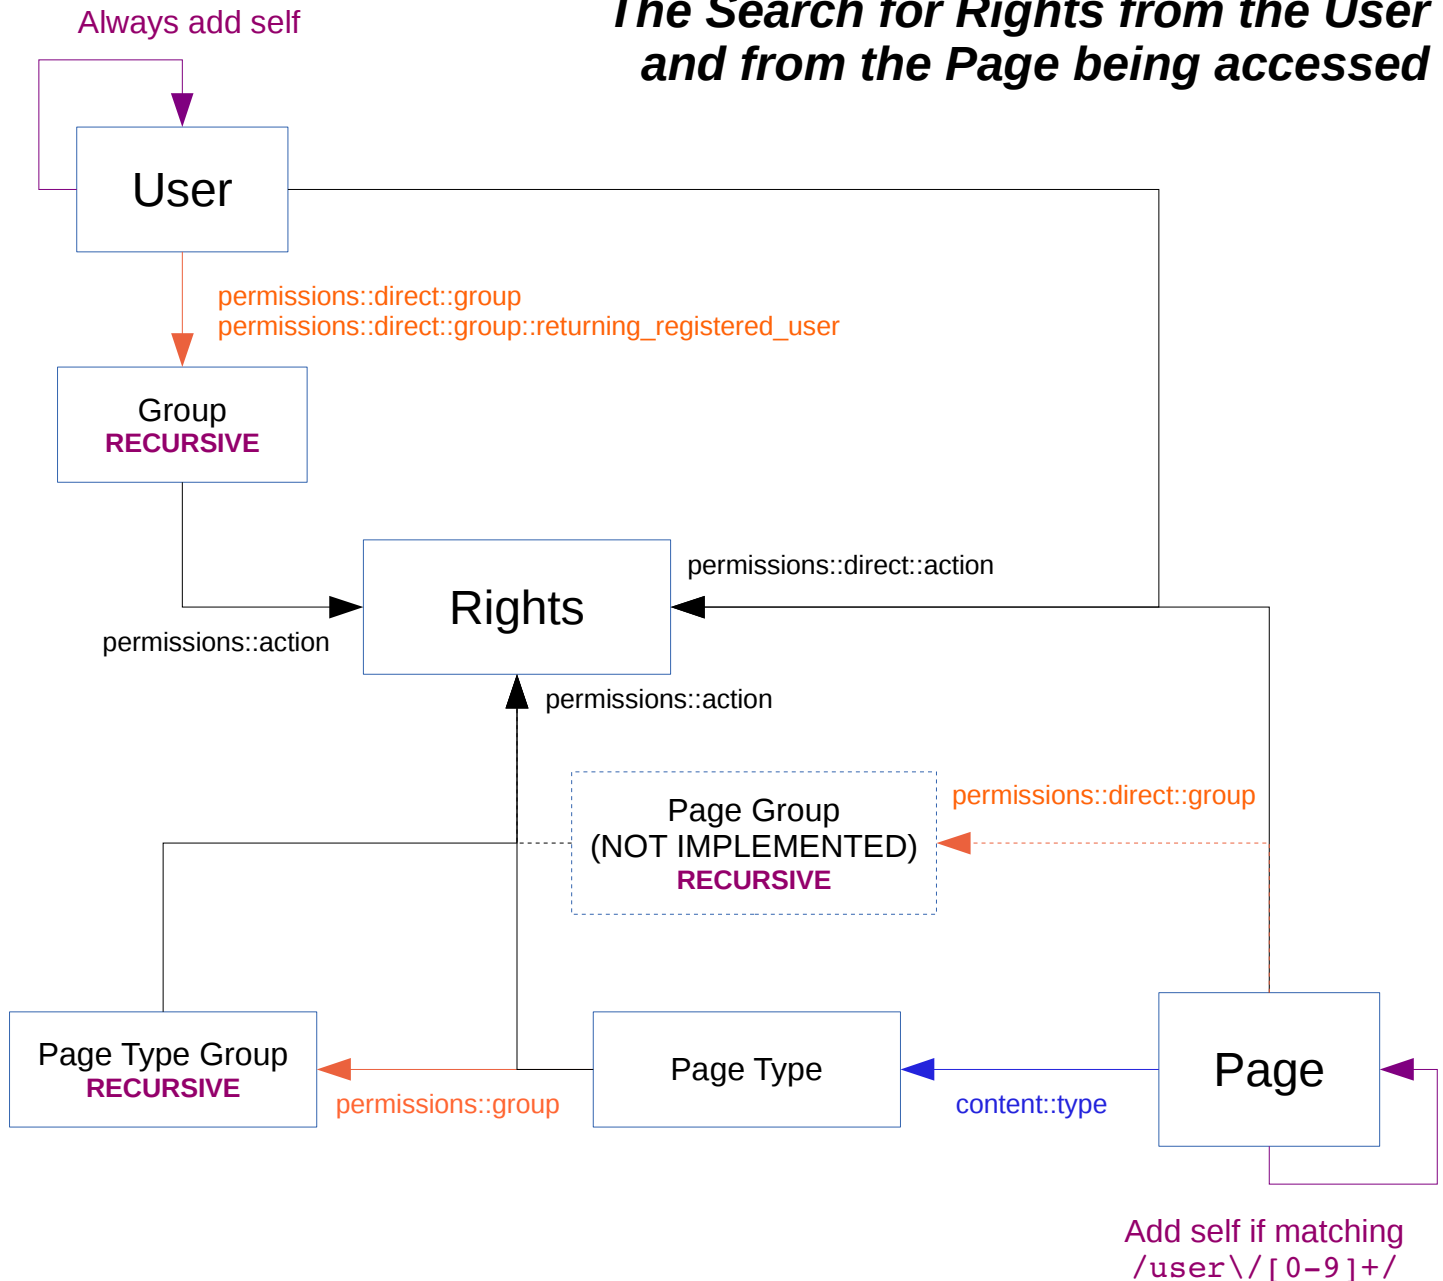 Always add self
The Search for Rights from the User
and from the Page being accessed
User
permissions::direct::group
permissions::direct::group::returning_registered_user
Group
RECURSIVE
permissions::direct::action
Rights
permissions::action
permissions::action
Page Group
(NOT IMPLEMENTED)
RECURSIVE
permissions::direct::group
Page Type Group
RECURSIVE
permissions::group
Page Type
content::type
Page
Add self if matching
/user\/[0-9]+/